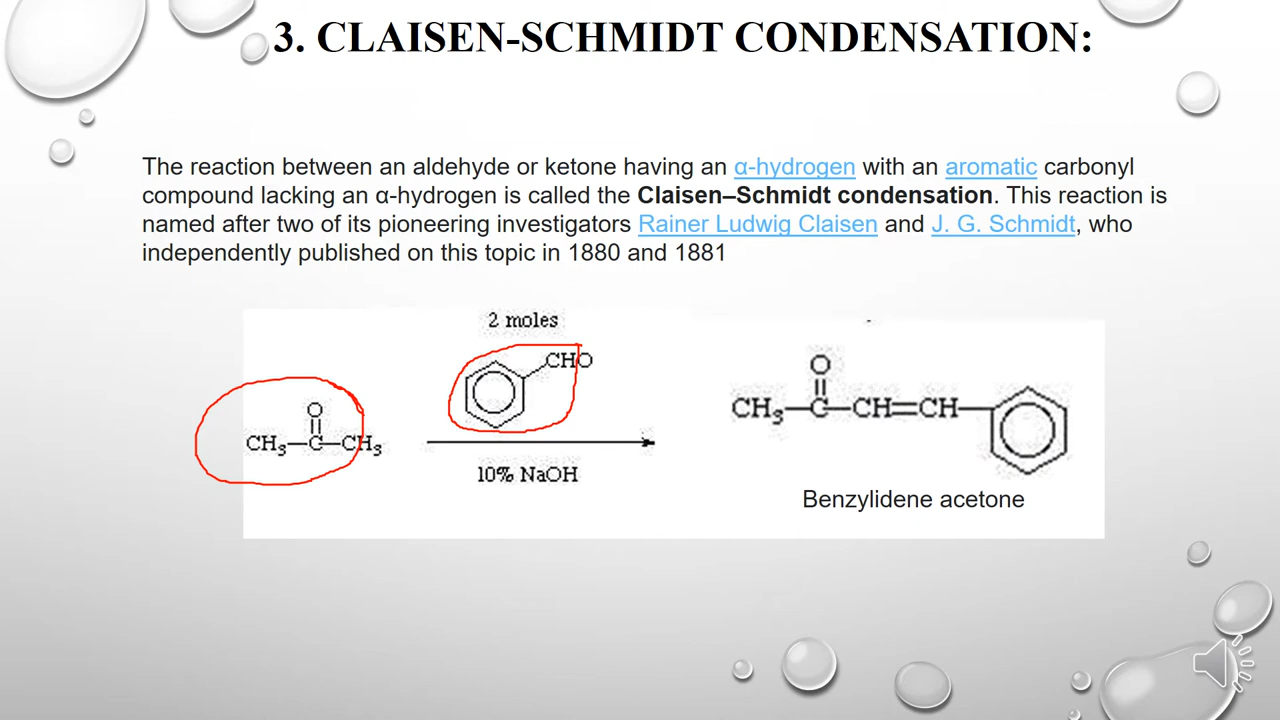 3. CLAISEN-SCHMIDT CONDENSATION:
The reaction between an aldehyde or ketone having an α-hydrogen with an aromatic carbonyl
compound lacking an α-hydrogen is called the Claisen–Schmidt condensation. This reaction is
named after two of its pioneering investigators Rainer Ludwig Claisen and J. G. Schmidt, who
independently published on this topic in 1880 and 1881
2 moles
CHO
O
CH₃—C—CH₃
10% NaOH
O
CH₃—C—CH=CH
Benzylidene acetone